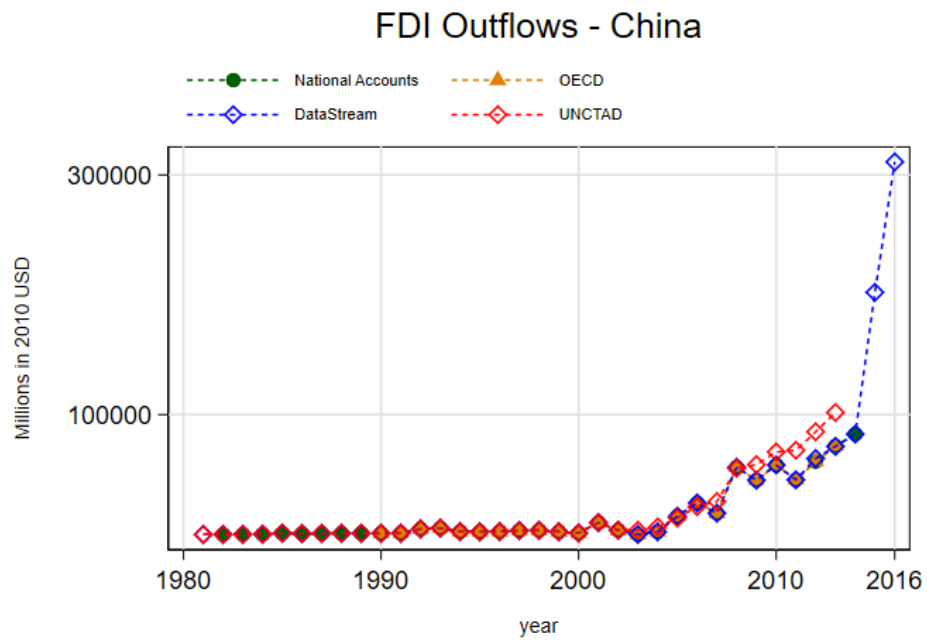 FDI Outflows - China
National Accounts
OECD
DataStream
UNCTAD
300000
Millions in 2010 USD
100000
1980
1990
2000
2010
2016
year